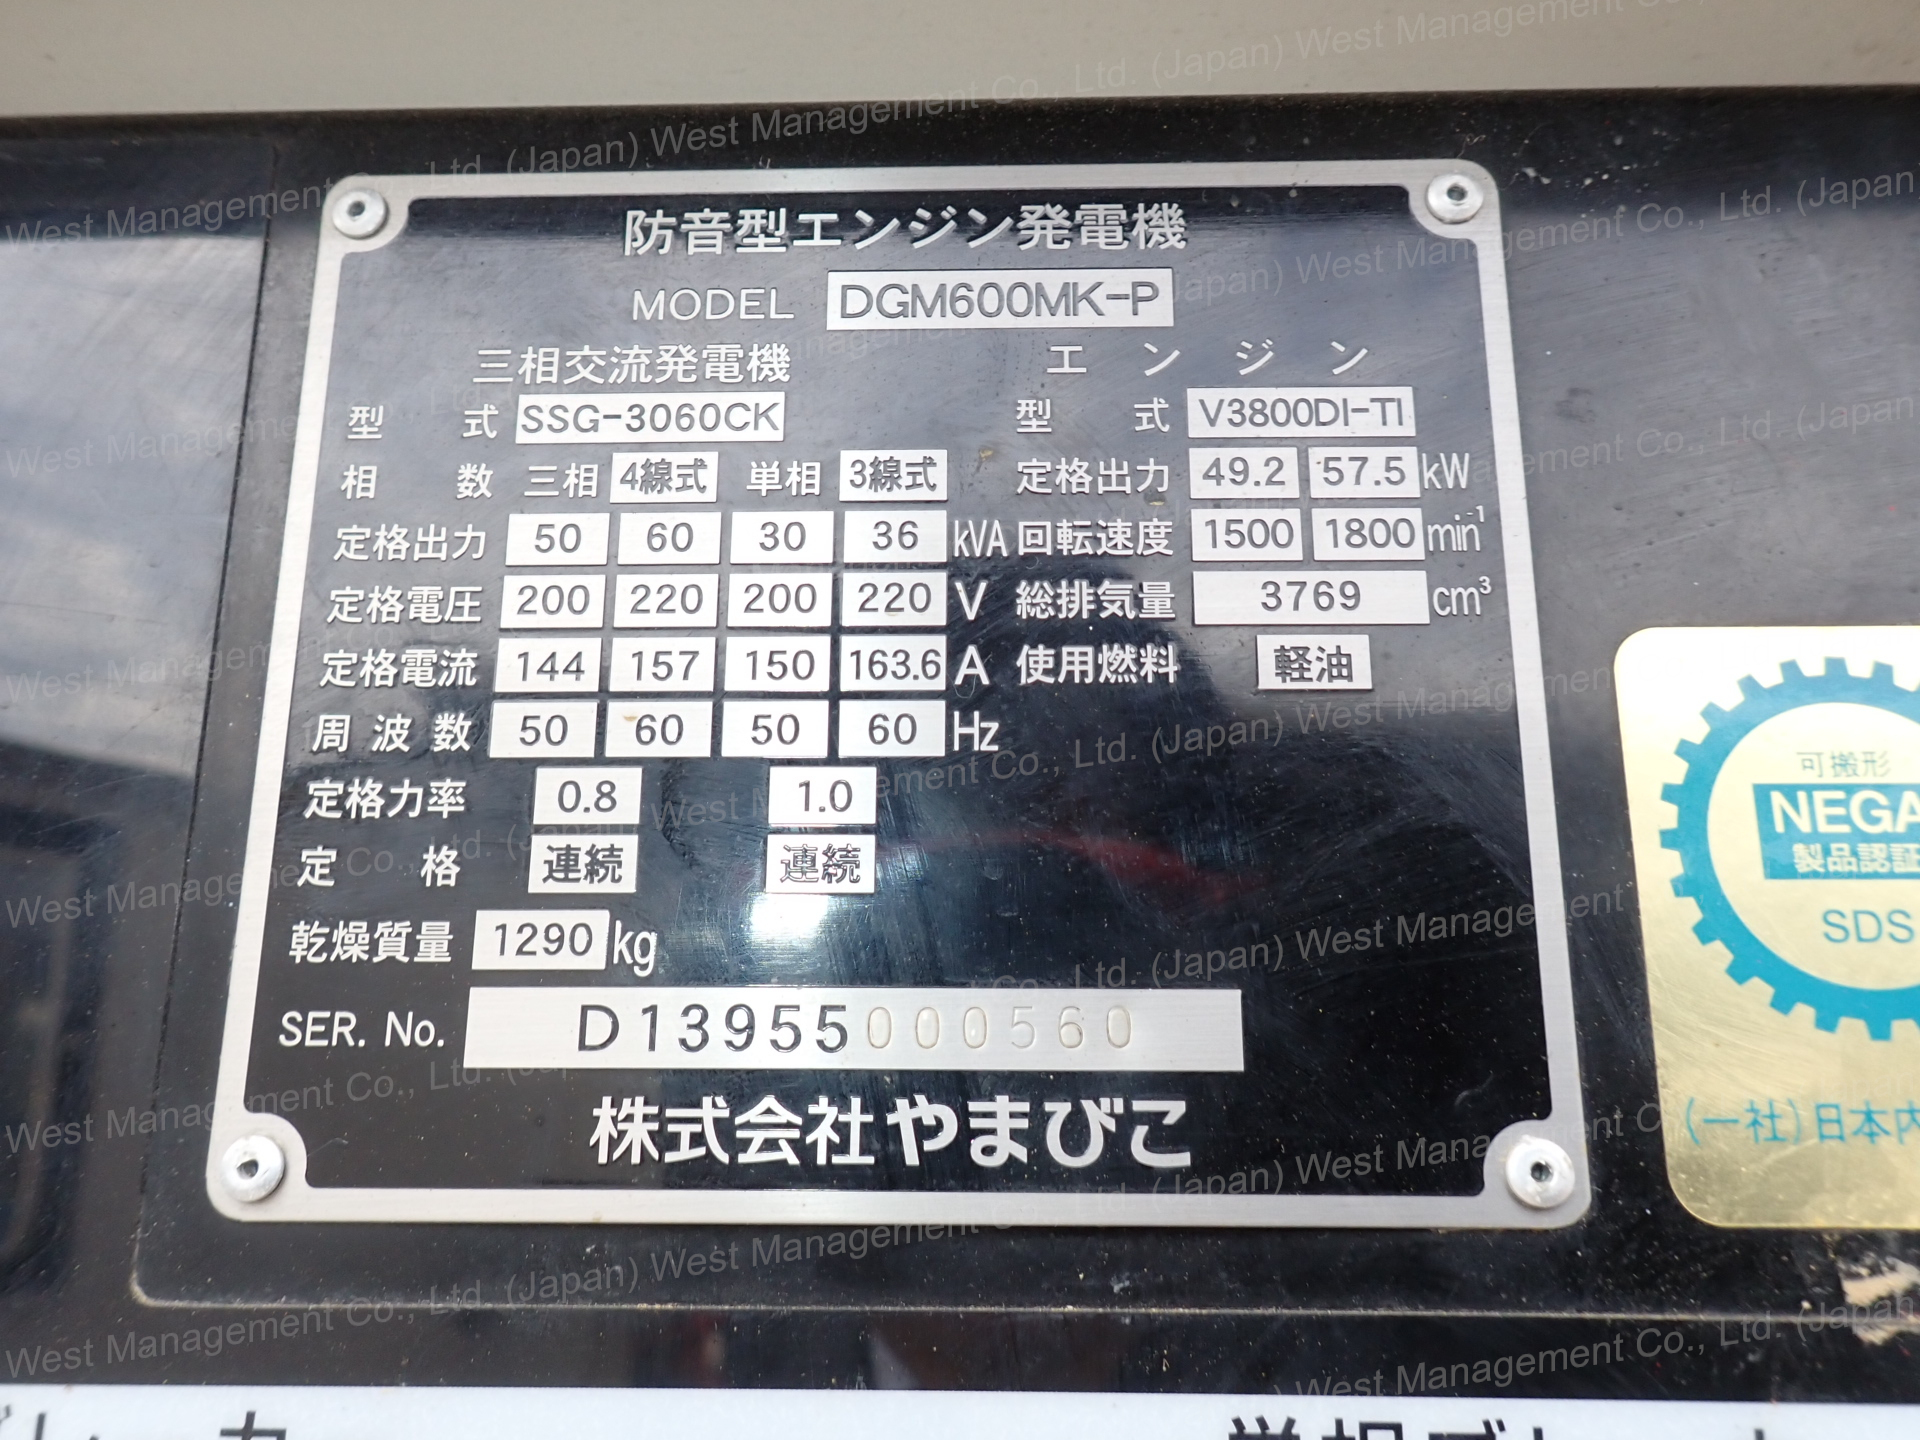 防音型エンジン発電機
MODEL DGM600MK-P
三相交流発電機
型 式 SSG-3060CK
相 数 三相 4線式 単相 3線式
定格出力 50 60 30 36 kVA
定格電圧 200 220 200 220 V
定格電流 144 157 150 163.6 A
周波数 50 60 50 60 Hz
定格力率 0.8 1.0
定 格 連続 連続
乾燥質量 1290 kg
エンジン
型 式 V3800DI-TI
定格出力 49.2 57.5 kW
回転速度 1500 1800 min⁻¹
総排気量 3769 cm³
使用燃料 軽油
SER. No. D13955000560
株式会社やまびこ
可搬形
NEGA
製品認証
SDS
(一社)日本内
West Management Co., Ltd. (Japan)